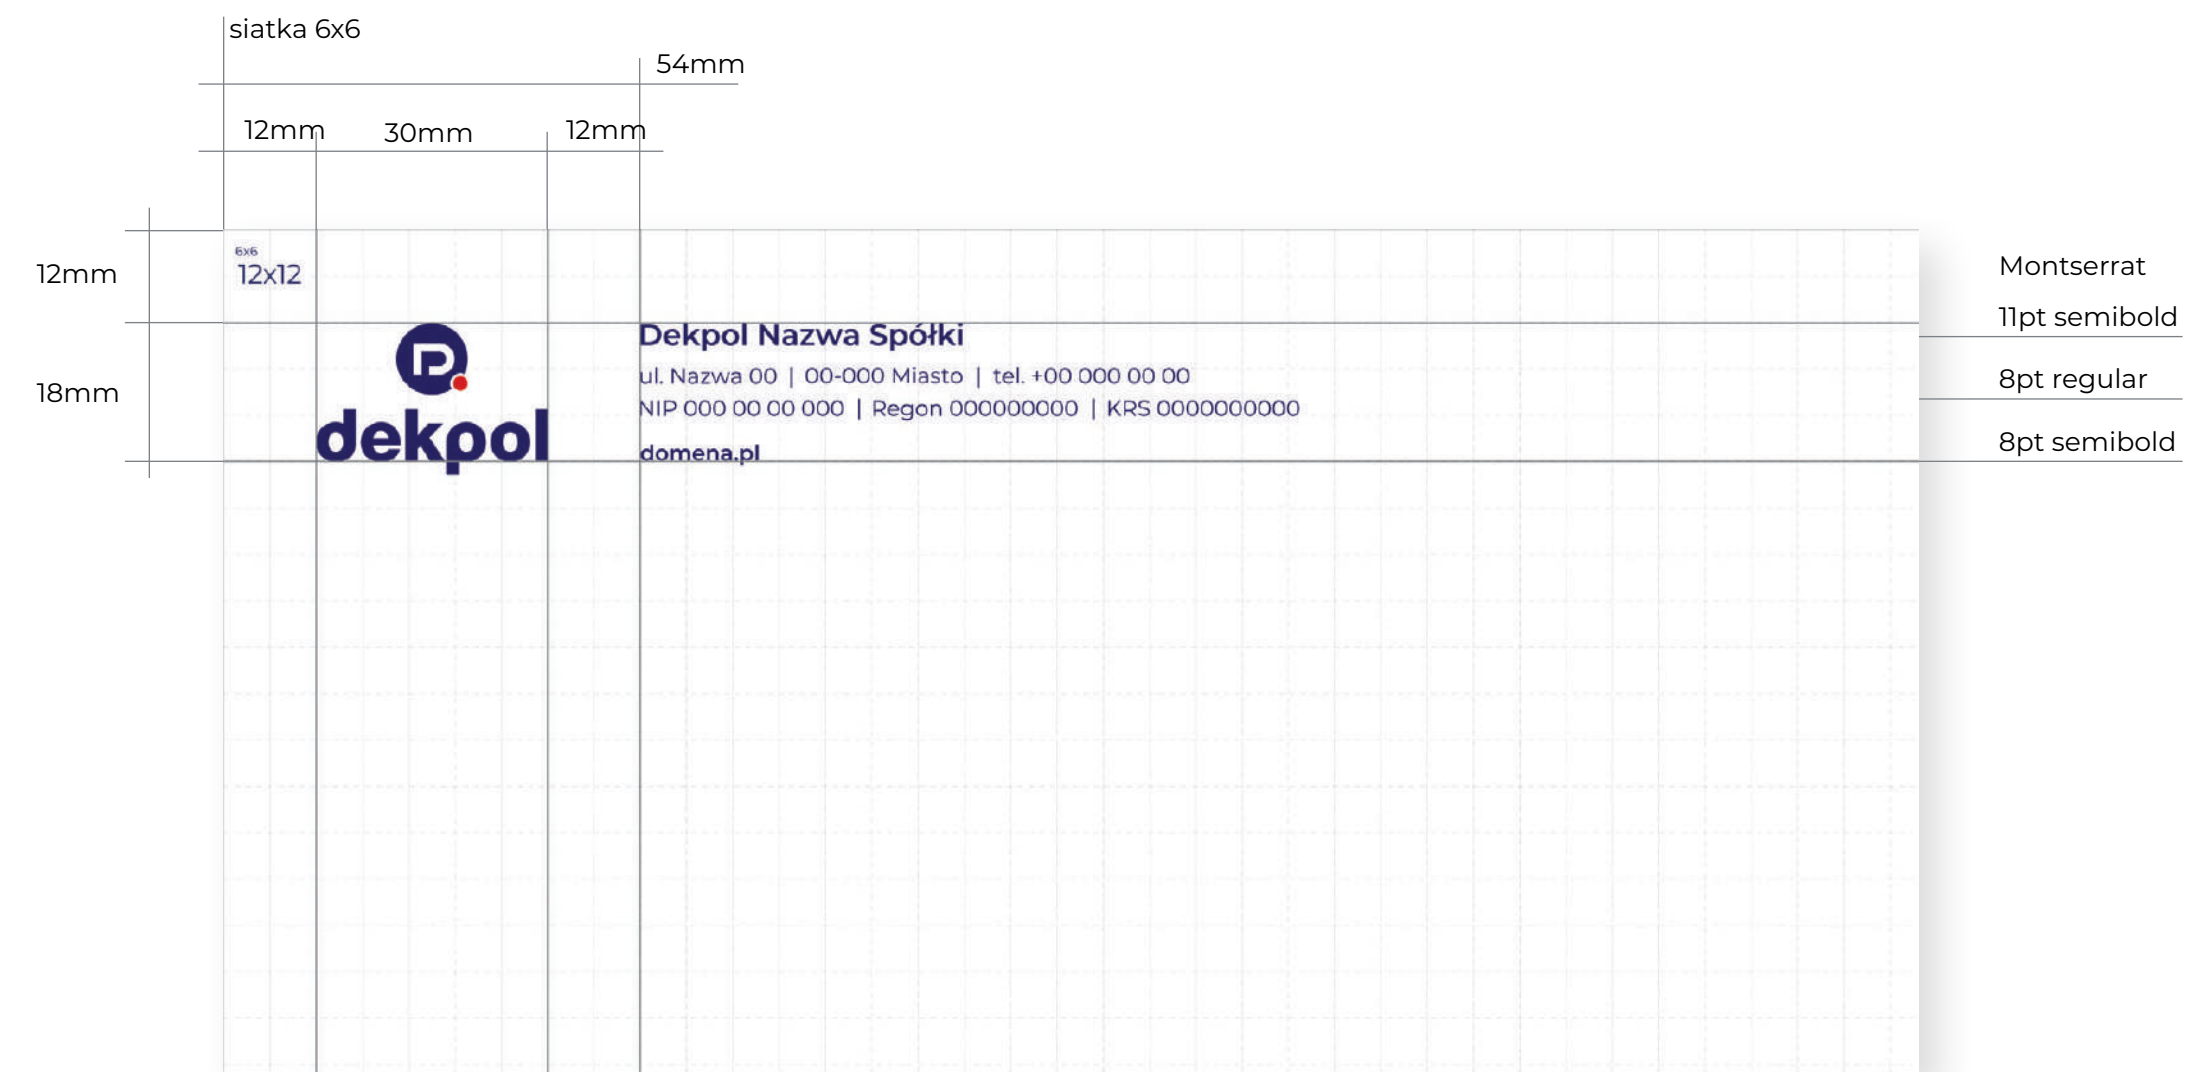 siatka 6x6
54mm
12mm 30mm 12mm
6x6
12x12
12mm
18mm
dekpol
Dekpol Nazwa Spółki
ul. Nazwa 00 | 00-000 Miasto | tel. +00 000 00 00
NIP 000 00 00 000 | Regon 000000000 | KRS 0000000000
domena.pl
Montserrat
11pt semibold
8pt regular
8pt semibold